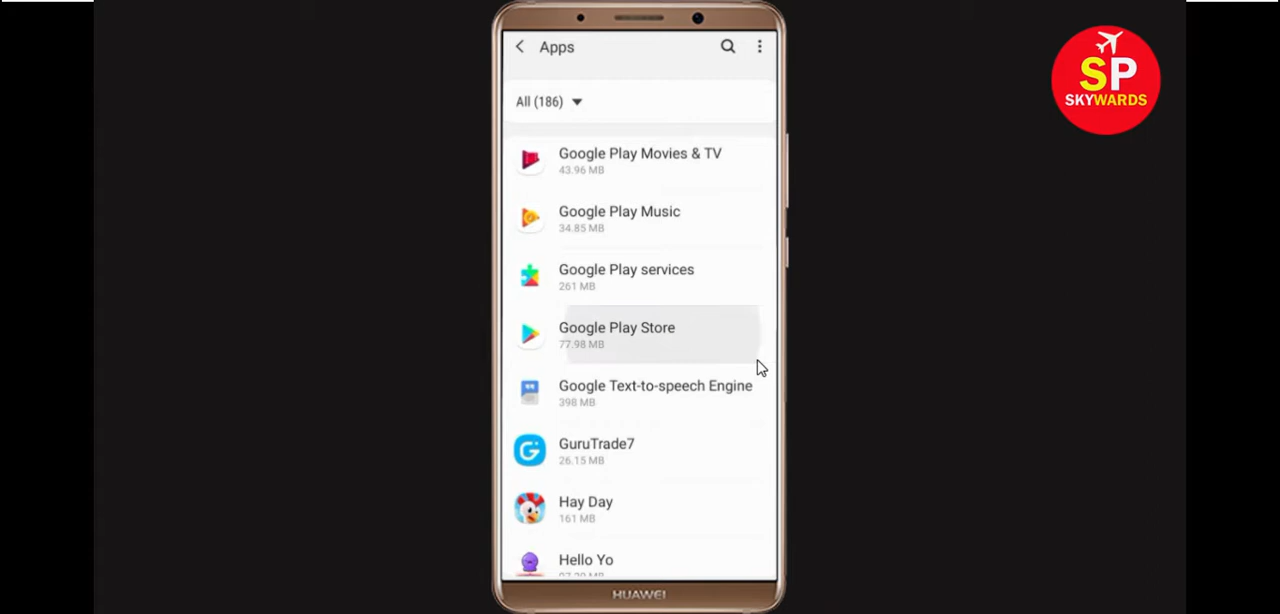 Apps
All (186)
Google Play Movies & TV
43.96 MB
Google Play Music
34.85 MB
Google Play services
261 MB
Google Play Store
77.98 MB
Google Text-to-speech Engine
398 MB
GuruTrade7
26.15 MB
Hay Day
161 MB
Hello Yo
HUAWEI
SP
SKYWARDS